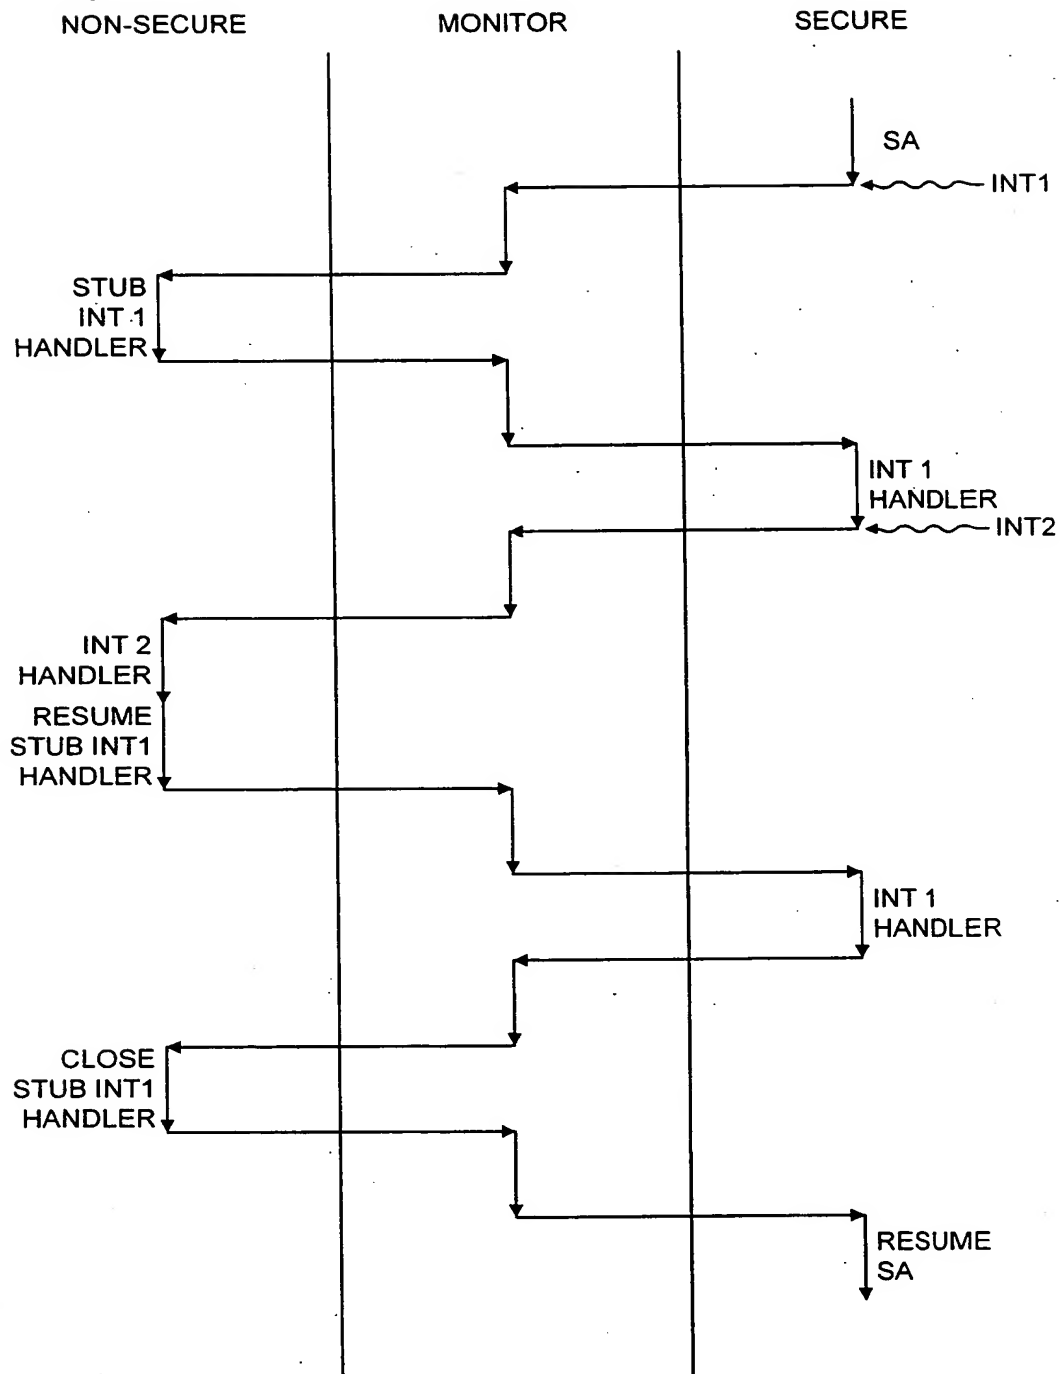 NON-SECURE
MONITOR
SECURE
SA
INT1
STUB
INT 1
HANDLER
INT 1
HANDLER
INT2
INT 2
HANDLER
RESUME
STUB INT1
HANDLER
INT 1
HANDLER
CLOSE
STUB INT1
HANDLER
RESUME
SA